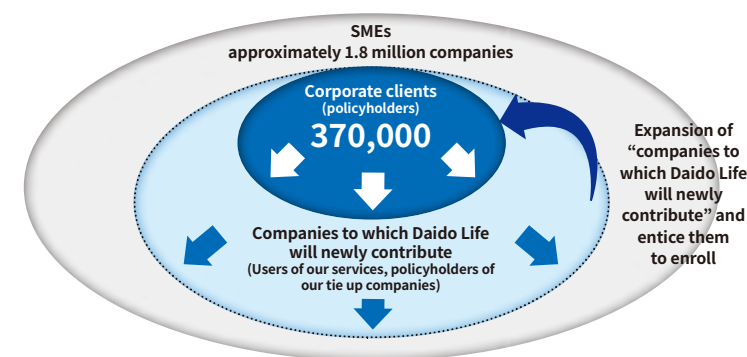 SMEs
approximately 1.8 million companies
Corporate clients
(policyholders)
370,000
Companies to which Daido Life
will newly contribute
(Users of our services, policyholders of
our tie up companies)
Expansion of
“companies to
which Daido Life
will newly
contribute” and
entice them
to enroll